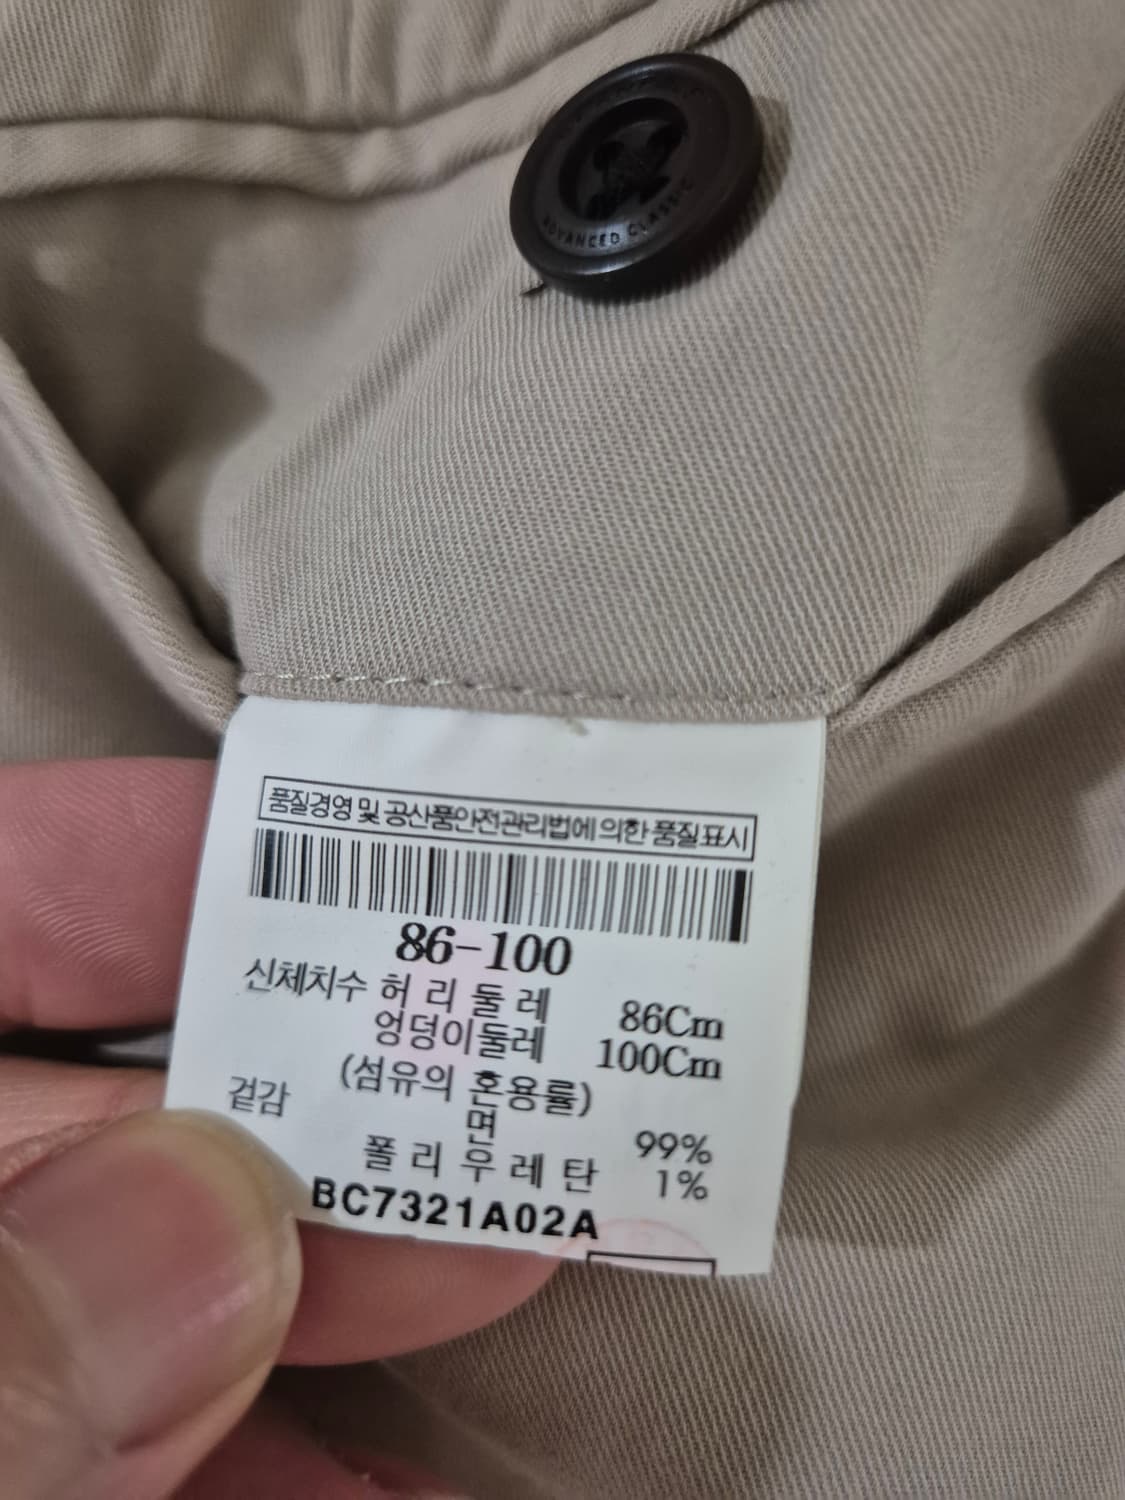 ADVANCED CLASSIC
품질경영 및 공산품안전관리법에 의한 품질표시
86-100
신체치수 허 리 둘 레 86Cm
엉덩이둘레 100Cm
(섬유의 혼용률)
겉감 면 99%
폴 리 우 레 탄 1%
BC7321A02A